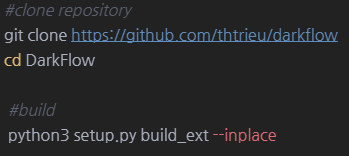 #clone repository
git clone https://github.com/thtrieu/darkflow
cd DarkFlow
#build
python3 setup.py build_ext --inplace